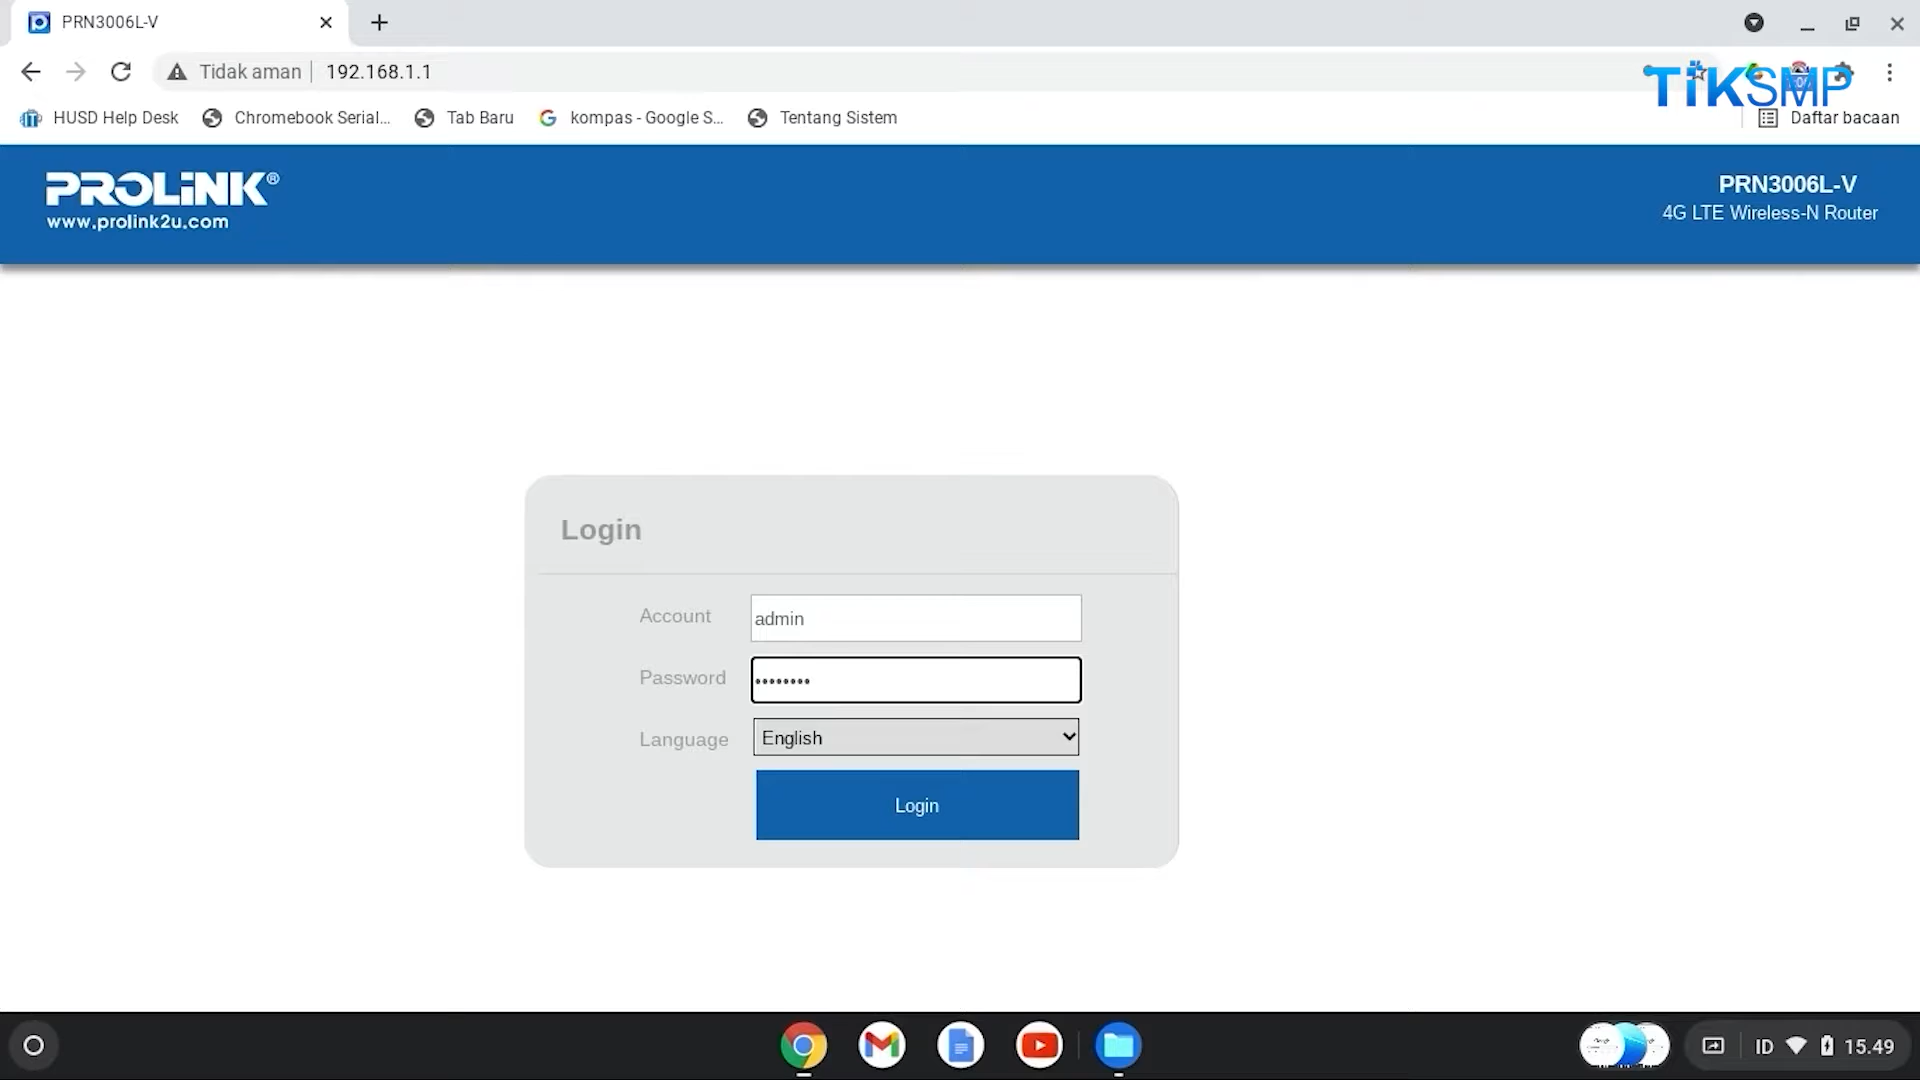 PRN3006L-V
Tidak aman
192.168.1.1
TiKSMP
HUSD Help Desk
Chromebook Serial...
Tab Baru
kompas - Google S...
Tentang Sistem
Daftar bacaan
PROLiNK®
www.prolink2u.com
PRN3006L-V
4G LTE Wireless-N Router
Login
Account
admin
Password
••••••••
Language
English
Login
ID
15.49